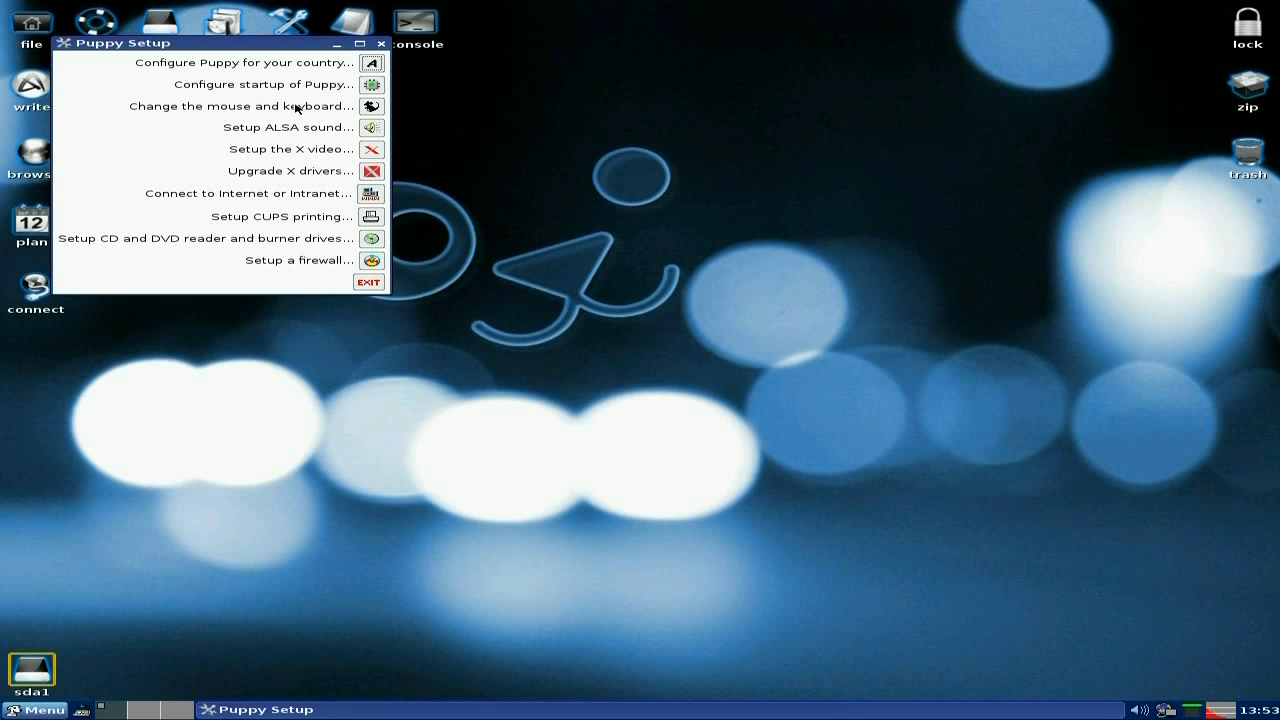 file
console
Puppy Setup
lock
Configure Puppy for your country...
Configure startup of Puppy...
write
Change the mouse and keyboard...
zip
Setup ALSA sound...
Setup the X video...
brows
Upgrade X drivers...
trash
Connect to Internet or Intranet...
12
Setup CUPS printing...
plan
Setup CD and DVD reader and burner drives...
Setup a firewall...
EXIT
connect
sda1
Menu
Puppy Setup
13:53